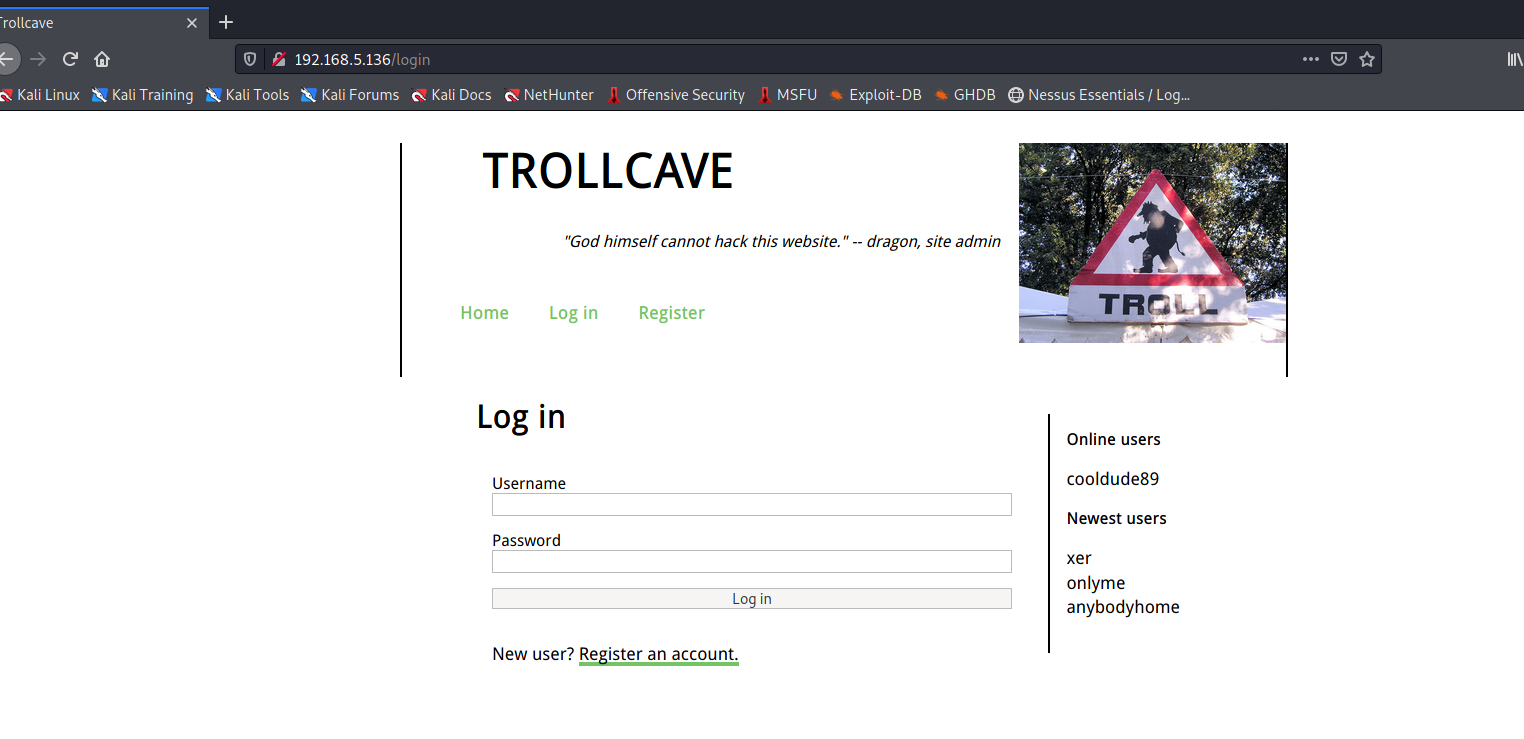 Trollcave
192.168.5.136/login
Kali Linux Kali Training Kali Tools Kali Forums Kali Docs NetHunter Offensive Security MSFU Exploit-DB GHDB Nessus Essentials / Log...
TROLLCAVE
"God himself cannot hack this website." -- dragon, site admin
Home Log in Register
TROLL
Log in
Username
Password
Log in
New user? Register an account.
Online users
cooldude89
Newest users
xer
onlyme
anybodyhome